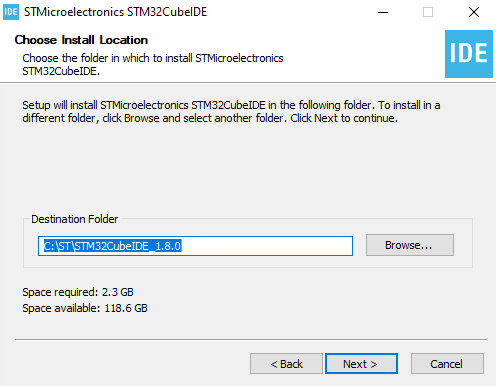 IDE STMicroelectronics STM32CubeIDE
Choose Install Location
Choose the folder in which to install STMicroelectronics
STM32CubeIDE.
IDE
Setup will install STMicroelectronics STM32CubeIDE in the following folder. To install in a
different folder, click Browse and select another folder. Click Next to continue.
Destination Folder
C:\ST\STM32CubeIDE_1.8.0
Browse...
Space required: 2.3 GB
Space available: 118.6 GB
< Back
Next >
Cancel